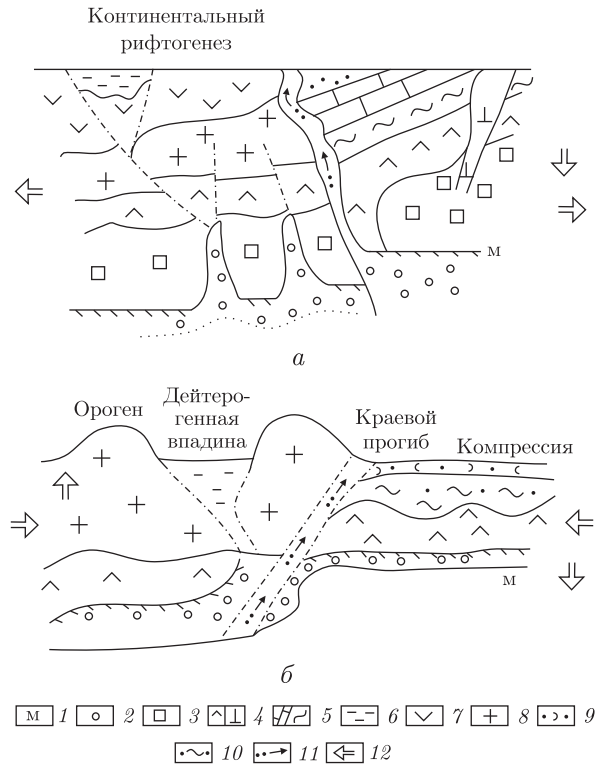 Континентальный
рифтогенез
м
а
Ороген
Дейтеро-
генная
впадина
Краевой
прогиб
Компрессия
м
б
м 1 2 3 4 5 6 7 8 9
10 11 12